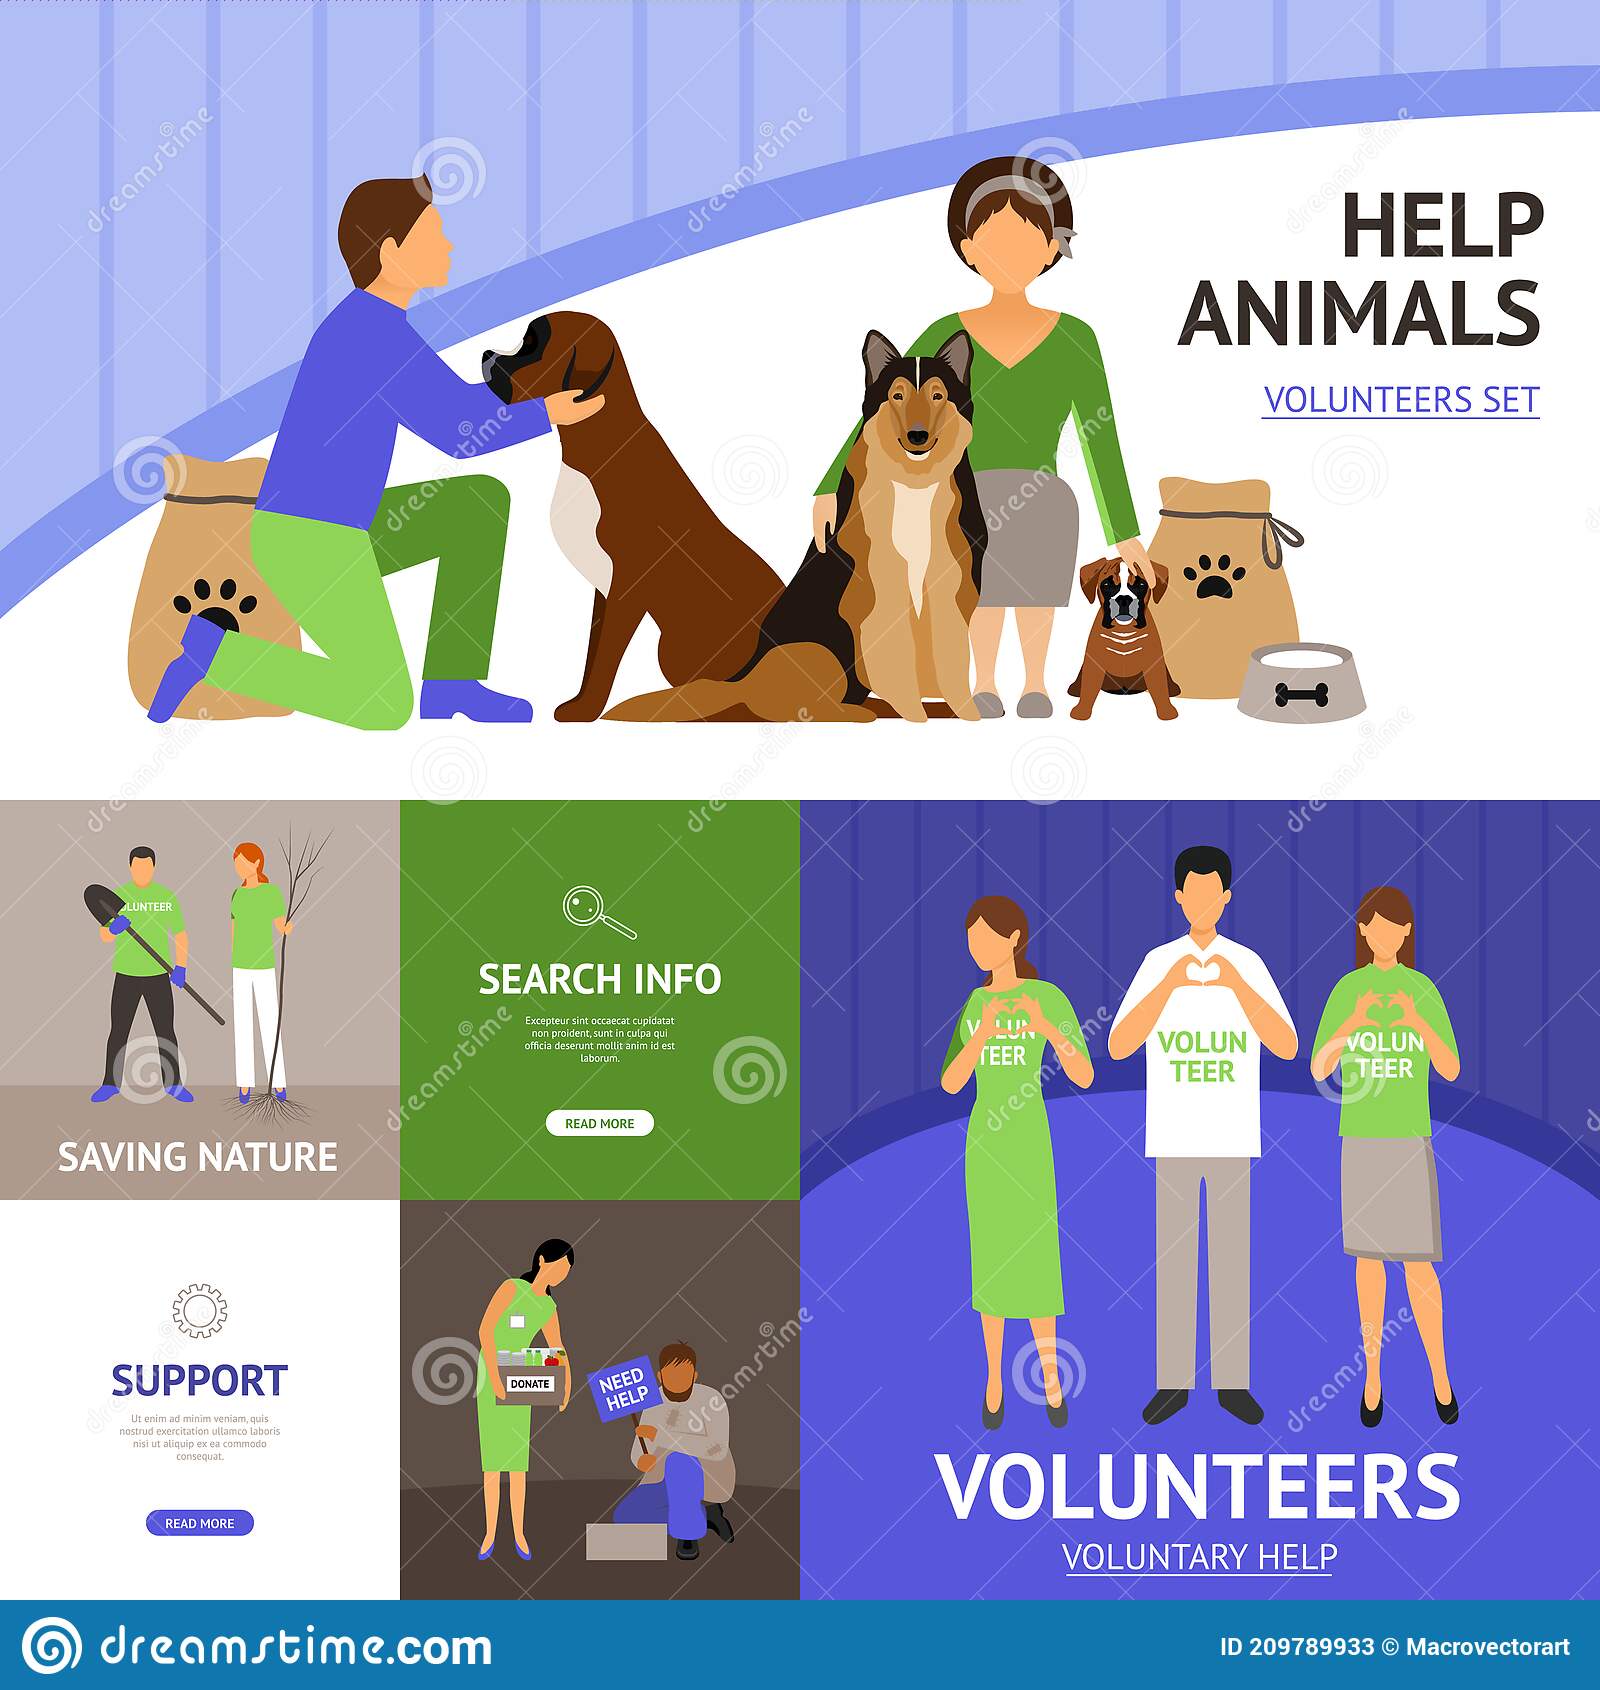 HELP
ANIMALS
VOLUNTEERS SET
LUNTEER
SAVING NATURE
SEARCH INFO
Excepteur sint occaecat cupidatat
non proident, sunt in culpa qui
officia deserunt mollit anim id est
laborum.
READ MORE
SUPPORT
Ut enim ad minim veniam, quis
nostrud exercitation ullamco laboris
nisi ut aliquip ex ea commodo
consequat.
READ MORE
DONATE
NEED
HELP
VOLUN
TEER
VOLUN
TEER
VOLUN
TEER
VOLUNTEERS
VOLUNTARY HELP
dreamstime.com
ID 209789933 © Macrovectorart